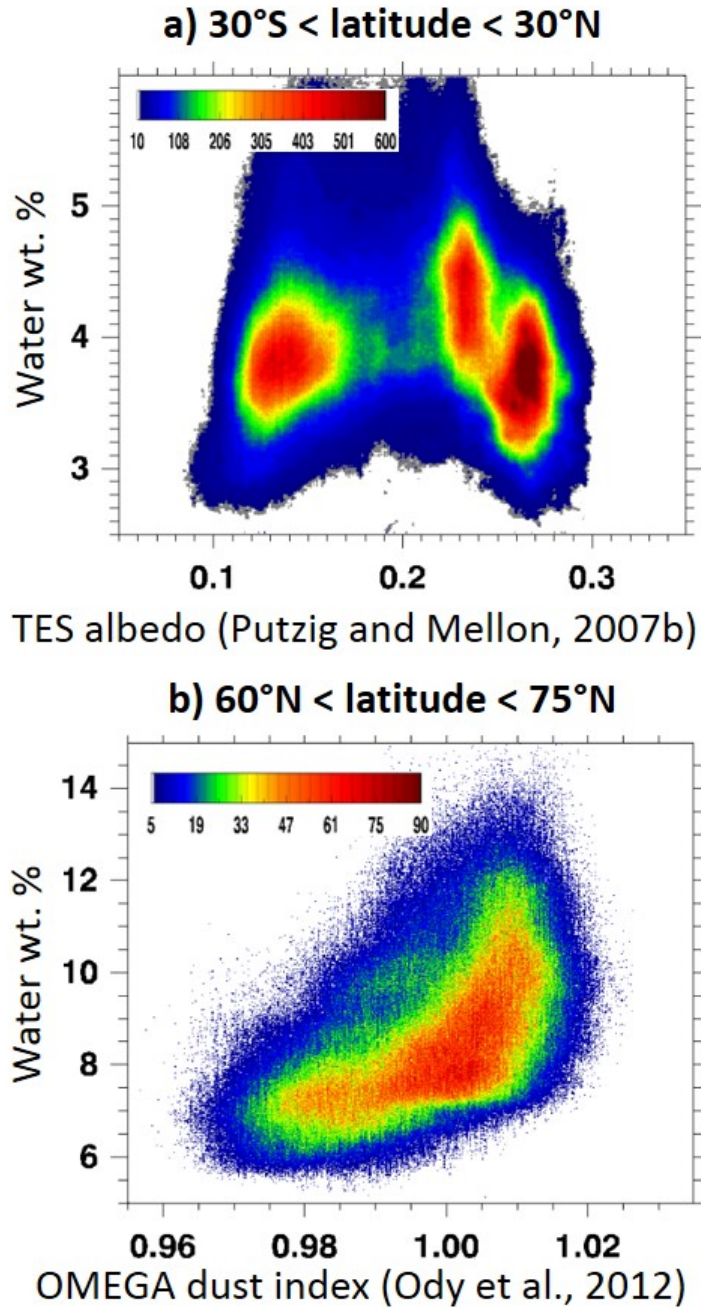 a) 30°S < latitude < 30°N
10 108 206 305 403 501 600
Water wt. %
5
4
3
0.1 0.2 0.3
TES albedo (Putzig and Mellon, 2007b)
b) 60°N < latitude < 75°N
5 19 33 47 61 75 90
Water wt. %
14
12
10
8
6
0.96 0.98 1.00 1.02
OMEGA dust index (Ody et al., 2012)